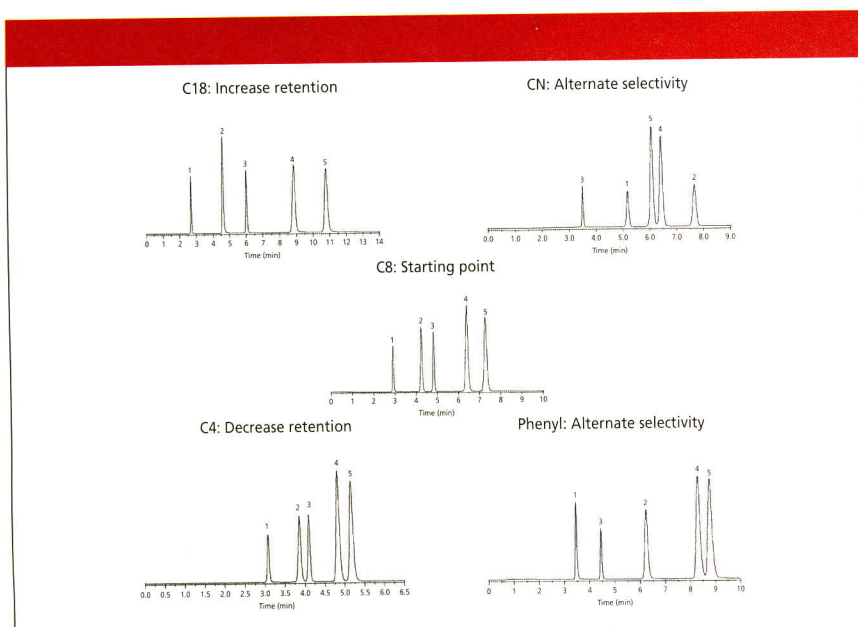 C18: Increase retention
2
1
3
4
5
0 1 2 3 4 5 6 7 8 9 10 11 12 13 14
Time (min)
CN: Alternate selectivity
5
4
3
1
2
0.0 1.0 2.0 3.0 4.0 5.0 6.0 7.0 8.0 9.0
Time (min)
C8: Starting point
4
5
2
3
1
0 1 2 3 4 5 6 7 8 9 10
Time (min)
C4: Decrease retention
4
5
2 3
1
0.0 0.5 1.0 1.5 2.0 2.5 3.0 3.5 4.0 4.5 5.0 5.5 6.0 6.5
Time (min)
Phenyl: Alternate selectivity
4 5
1
2
3
0 1 2 3 4 5 6 7 8 9 10
Time (min)